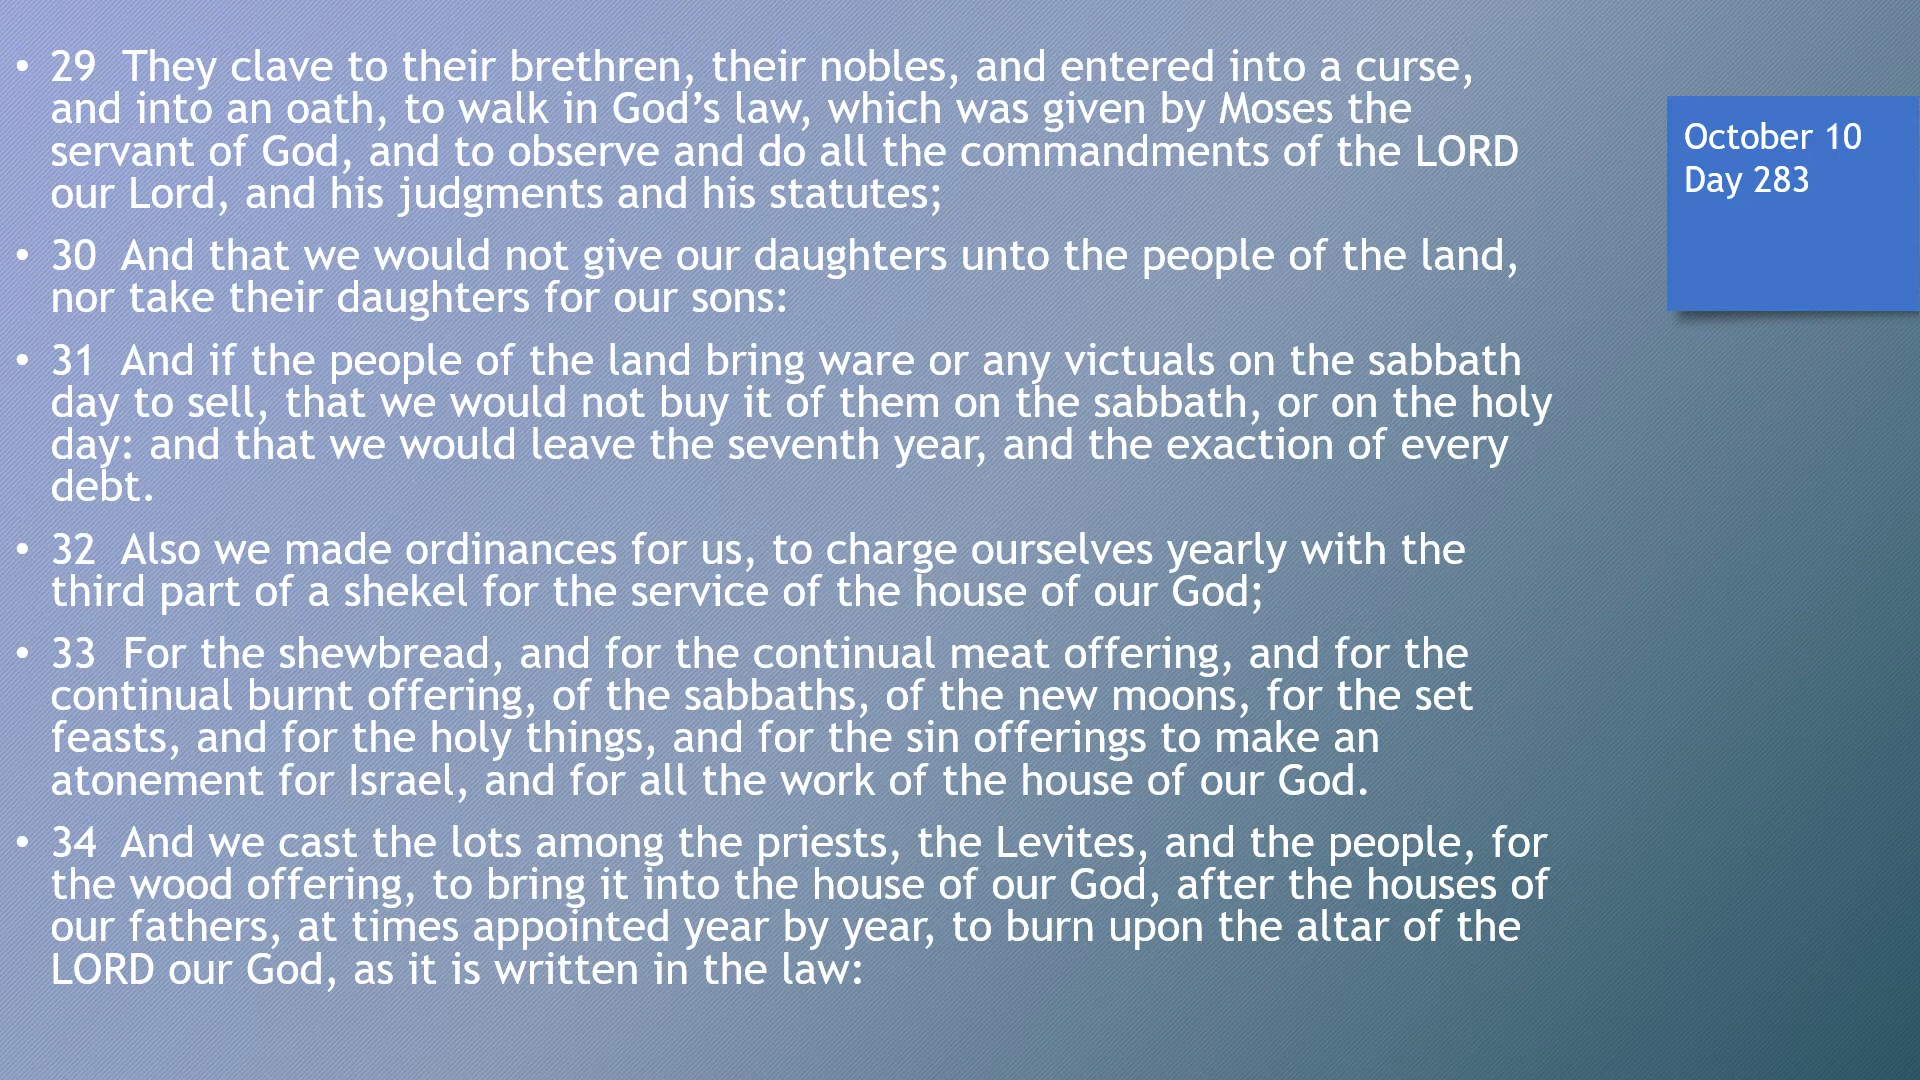 • 29  They clave to their brethren, their nobles, and entered into a curse,
and into an oath, to walk in God’s law, which was given by Moses the
servant of God, and to observe and do all the commandments of the LORD
our Lord, and his judgments and his statutes;
• 30  And that we would not give our daughters unto the people of the land,
nor take their daughters for our sons:
• 31  And if the people of the land bring ware or any victuals on the sabbath
day to sell, that we would not buy it of them on the sabbath, or on the holy
day: and that we would leave the seventh year, and the exaction of every
debt.
• 32  Also we made ordinances for us, to charge ourselves yearly with the
third part of a shekel for the service of the house of our God;
• 33  For the shewbread, and for the continual meat offering, and for the
continual burnt offering, of the sabbaths, of the new moons, for the set
feasts, and for the holy things, and for the sin offerings to make an
atonement for Israel, and for all the work of the house of our God.
• 34  And we cast the lots among the priests, the Levites, and the people, for
the wood offering, to bring it into the house of our God, after the houses of
our fathers, at times appointed year by year, to burn upon the altar of the
LORD our God, as it is written in the law:
October 10
Day 283